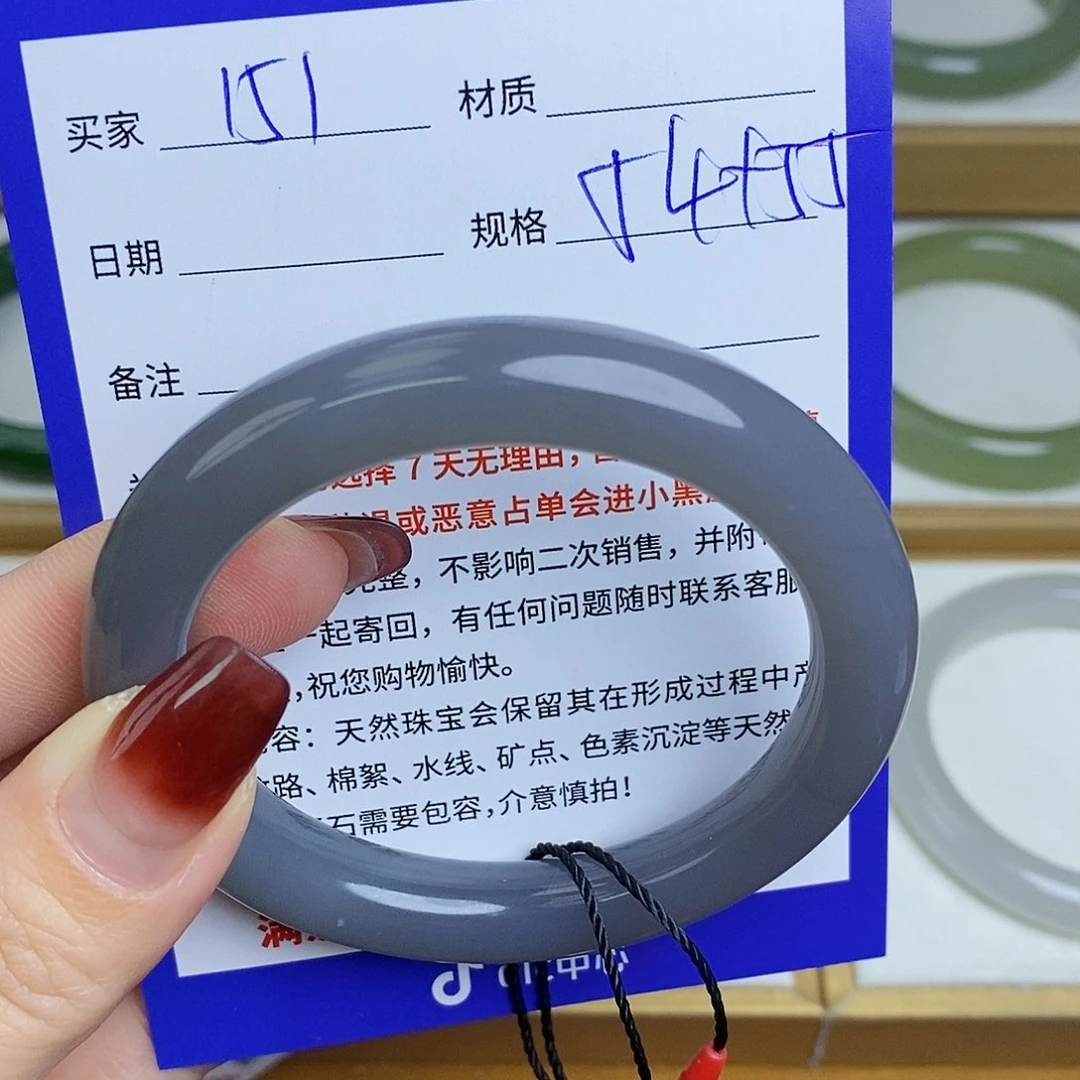 买家 151 材质
日期 规格
备注
选择 7 天无理由，
或恶意占单会进小黑
完整，不影响二次销售，并附
一起寄回，有任何问题随时联系客服
，祝您购物愉快。
容：天然珠宝会保留其在形成过程中产
路、棉絮、水线、矿点、色素沉淀等天然
石需要包容，介意慎拍！